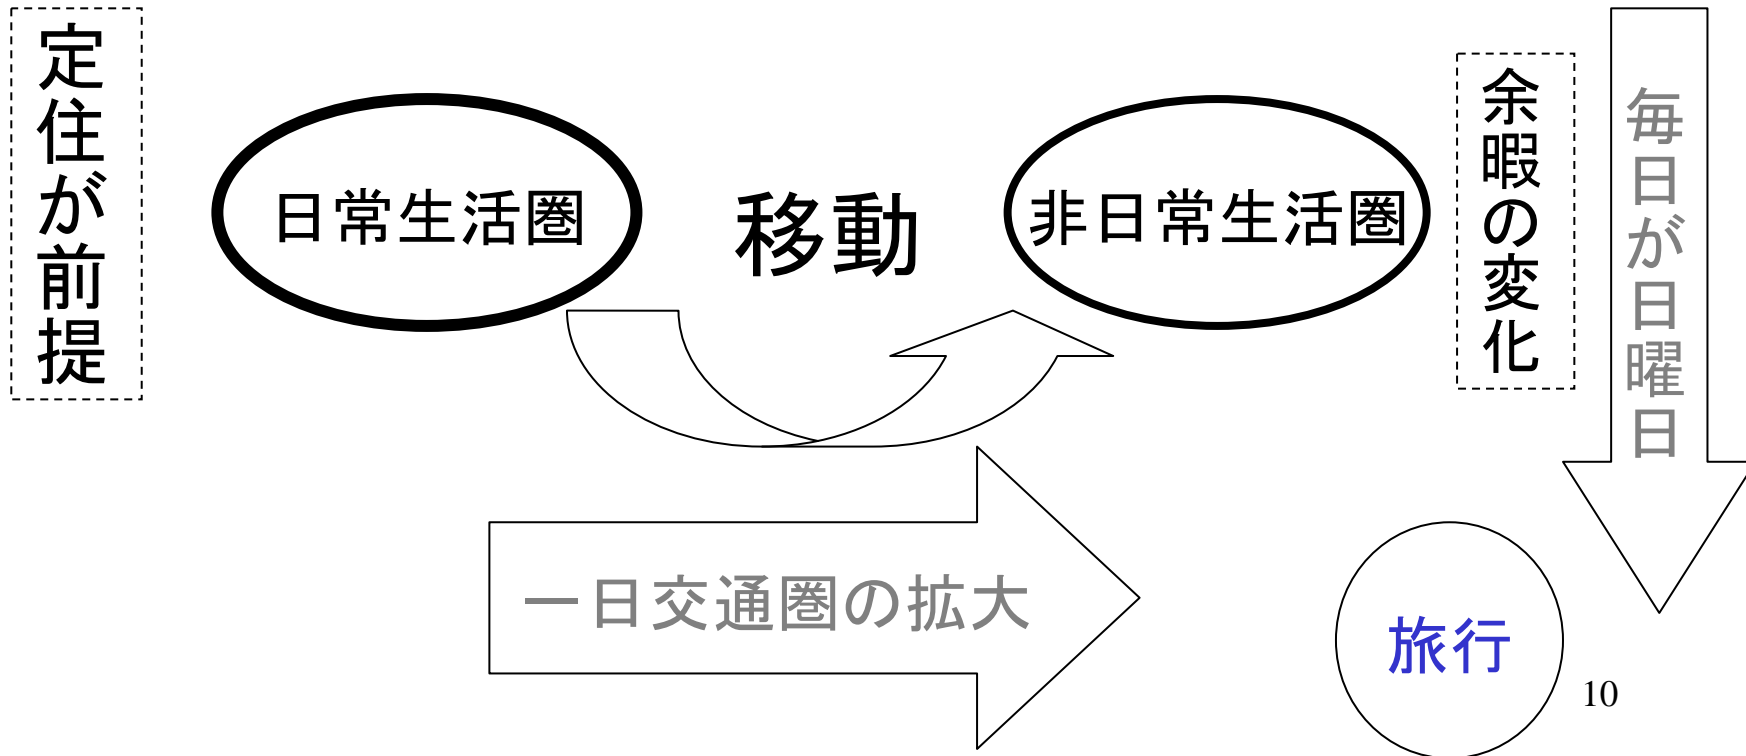 定住が前提
日常生活圏
移動
非日常生活圏
余暇の変化
毎日が日曜日
一日交通圏の拡大
旅行
10